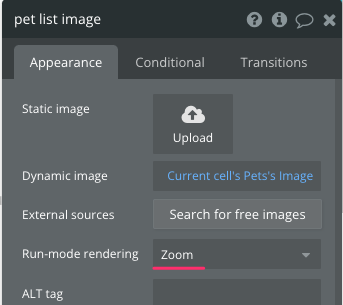 pet list image
Appearance Conditional Transitions
Static image
Upload
Dynamic image Current cell's Pets's Image
External sources Search for free images
Run-mode rendering Zoom
ALT tag